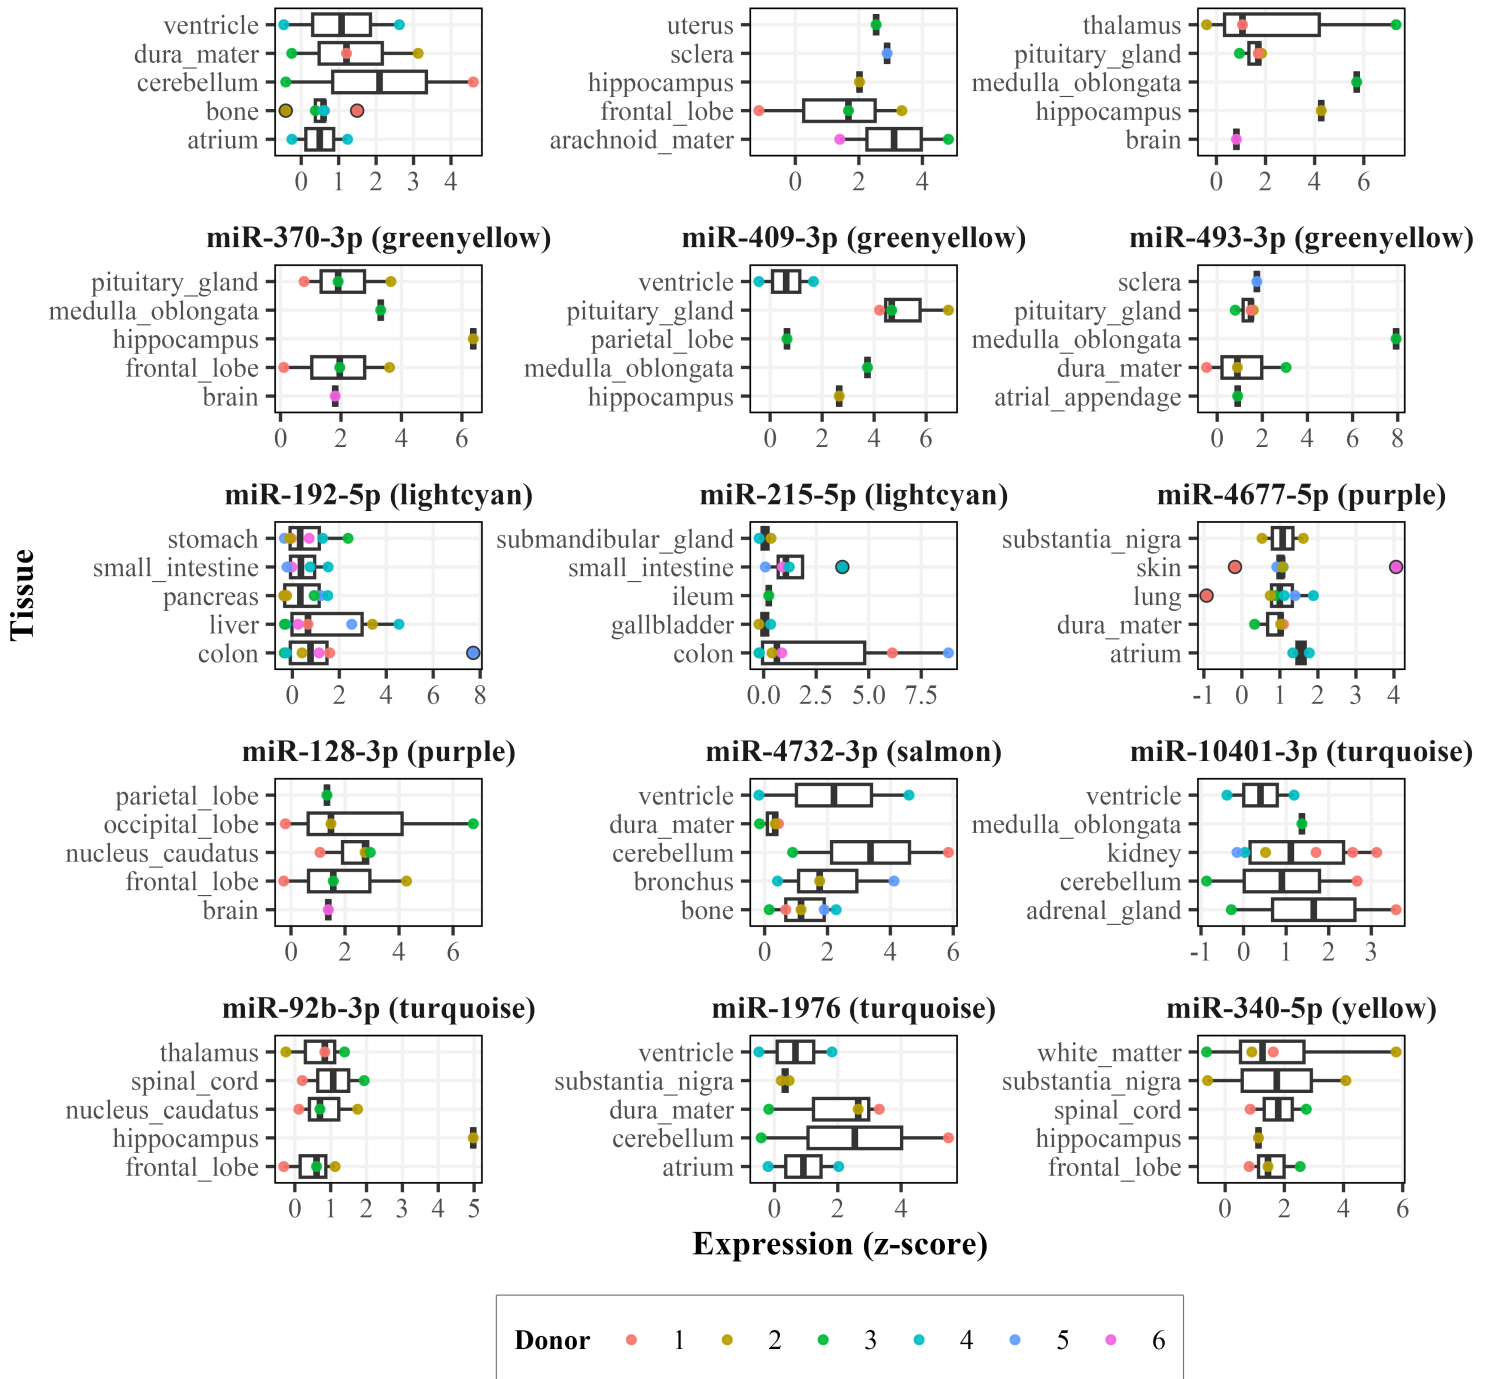 ventricle
dura_mater
cerebellum
bone
atrium
0 1 2 3 4
uterus
sclera
hippocampus
frontal_lobe
arachnoid_mater
0 2 4
thalamus
pituitary_gland
medulla_oblongata
hippocampus
brain
0 2 4 6
miR-370-3p (greenyellow)
pituitary_gland
medulla_oblongata
hippocampus
frontal_lobe
brain
0 2 4 6
miR-409-3p (greenyellow)
ventricle
pituitary_gland
parietal_lobe
medulla_oblongata
hippocampus
0 2 4 6
miR-493-3p (greenyellow)
sclera
pituitary_gland
medulla_oblongata
dura_mater
atrial_appendage
0 2 4 6 8
Tissue
miR-192-5p (lightcyan)
stomach
small_intestine
pancreas
liver
colon
0 2 4 6 8
miR-215-5p (lightcyan)
submandibular_gland
small_intestine
ileum
gallbladder
colon
0.0 2.5 5.0 7.5
miR-4677-5p (purple)
substantia_nigra
skin
lung
dura_mater
atrium
-1 0 1 2 3 4
miR-128-3p (purple)
parietal_lobe
occipital_lobe
nucleus_caudatus
frontal_lobe
brain
0 2 4 6
miR-4732-3p (salmon)
ventricle
dura_mater
cerebellum
bronchus
bone
0 2 4 6
miR-10401-3p (turquoise)
ventricle
medulla_oblongata
kidney
cerebellum
adrenal_gland
-1 0 1 2 3
miR-92b-3p (turquoise)
thalamus
spinal_cord
nucleus_caudatus
hippocampus
frontal_lobe
0 1 2 3 4 5
miR-1976 (turquoise)
ventricle
substantia_nigra
dura_mater
cerebellum
atrium
0 2 4
miR-340-5p (yellow)
white_matter
substantia_nigra
spinal_cord
hippocampus
frontal_lobe
0 2 4 6
Expression (z-score)
Donor 1 2 3 4 5 6